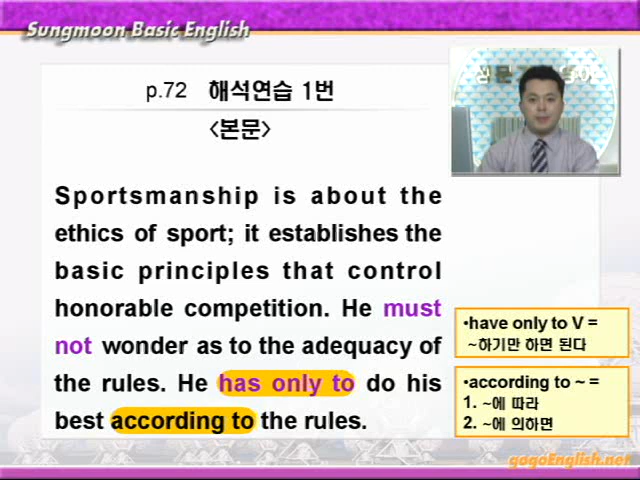 Sungmoon Basic English
p.72 해석연습 1번
<본문>
Sportsmanship is about the
ethics of sport; it establishes the
basic principles that control
honorable competition. He must
not wonder as to the adequacy of
the rules. He has only to do his
best according to the rules.
•have only to V =
~하기만 하면 된다
•according to ~ =
1. ~에 따라
2. ~에 의하면
gogoEnglish.net